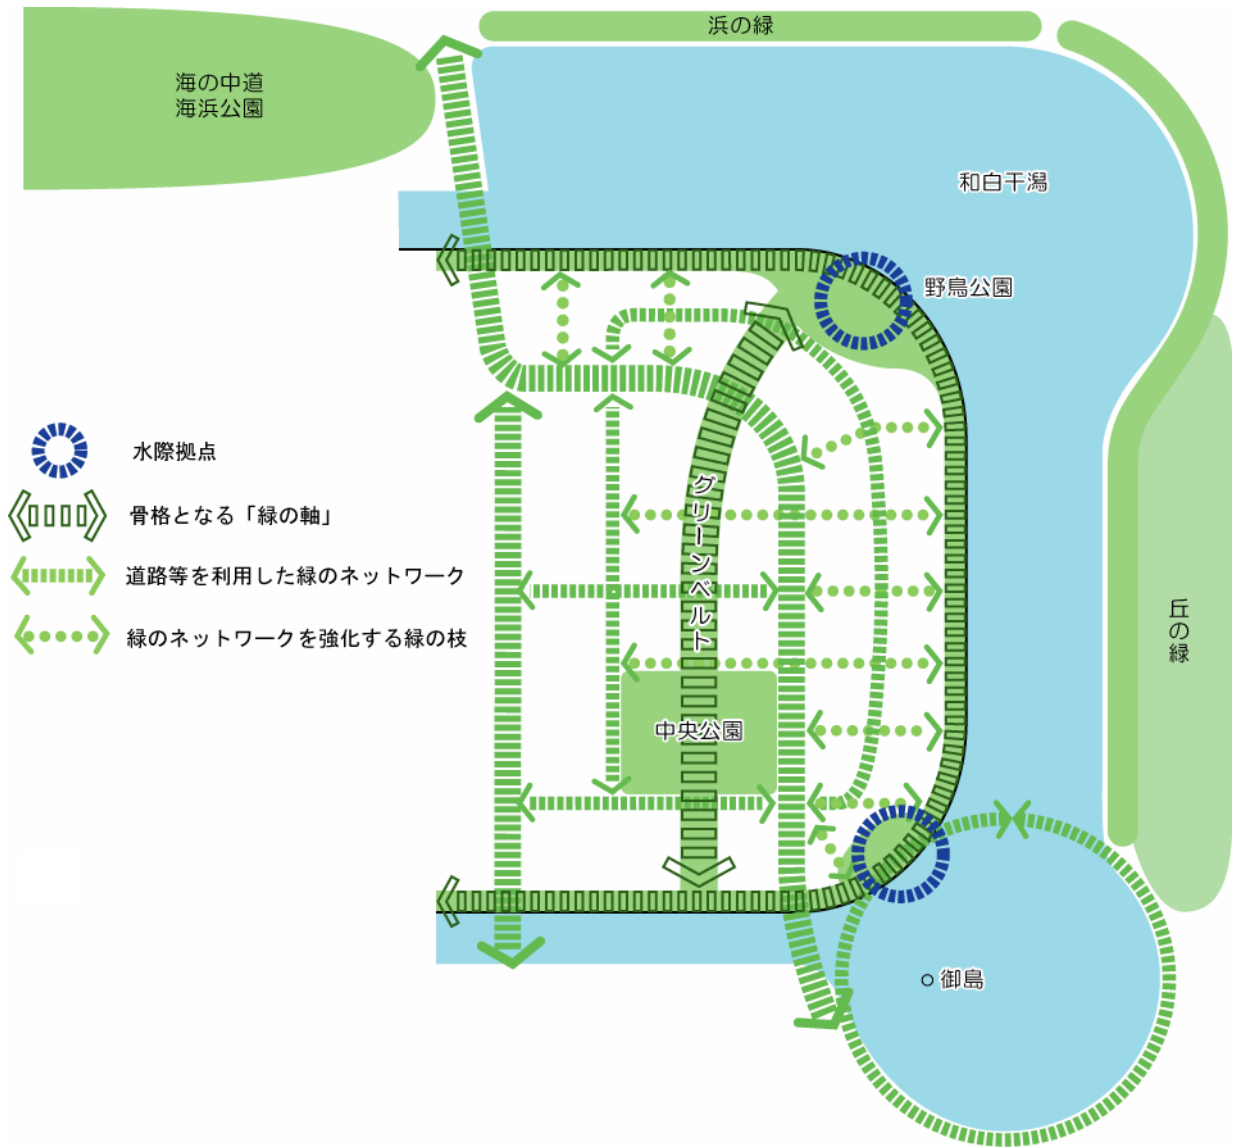 浜の緑
海の中道
海浜公園
和白干潟
野鳥公園
水際拠点
骨格となる「緑の軸」
道路等を利用した緑のネットワーク
緑のネットワークを強化する緑の枝
グリーンベルト
丘の緑
中央公園
御島